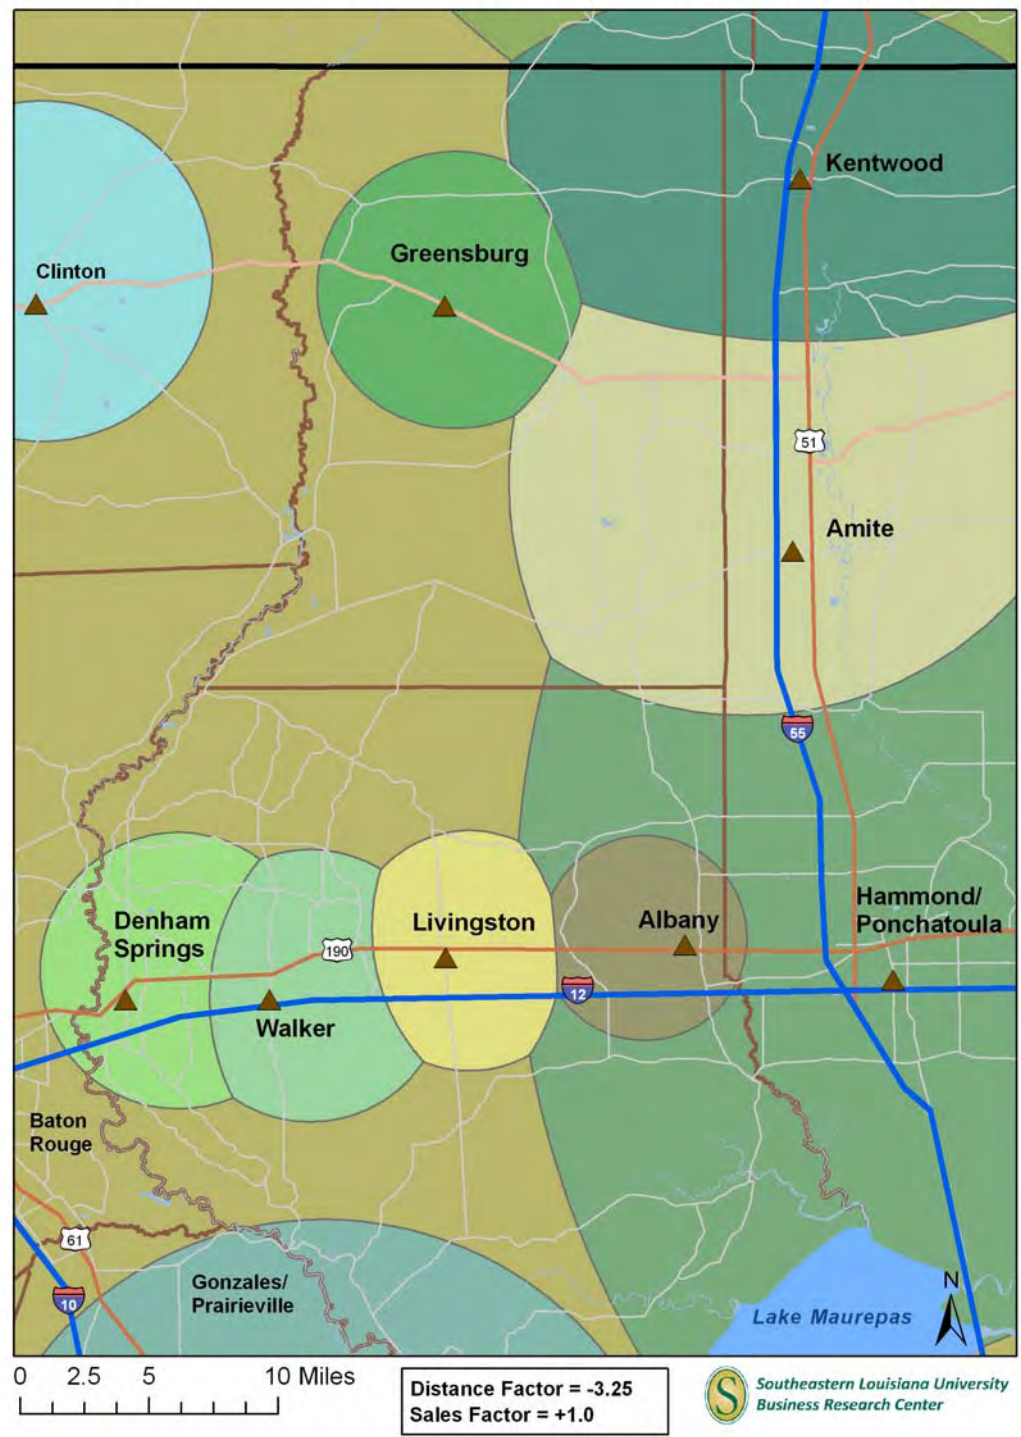 Kentwood
Greensburg
Clinton
51
Amite
55
Hammond/
Ponchatoula
Denham
Springs
Livingston
Albany
190
12
Walker
Baton
Rouge
61
Gonzales/
Prairieville
10
N
Lake Maurepas
0 2.5 5 10 Miles
Distance Factor = -3.25
Sales Factor = +1.0
S
Southeastern Louisiana University
Business Research Center